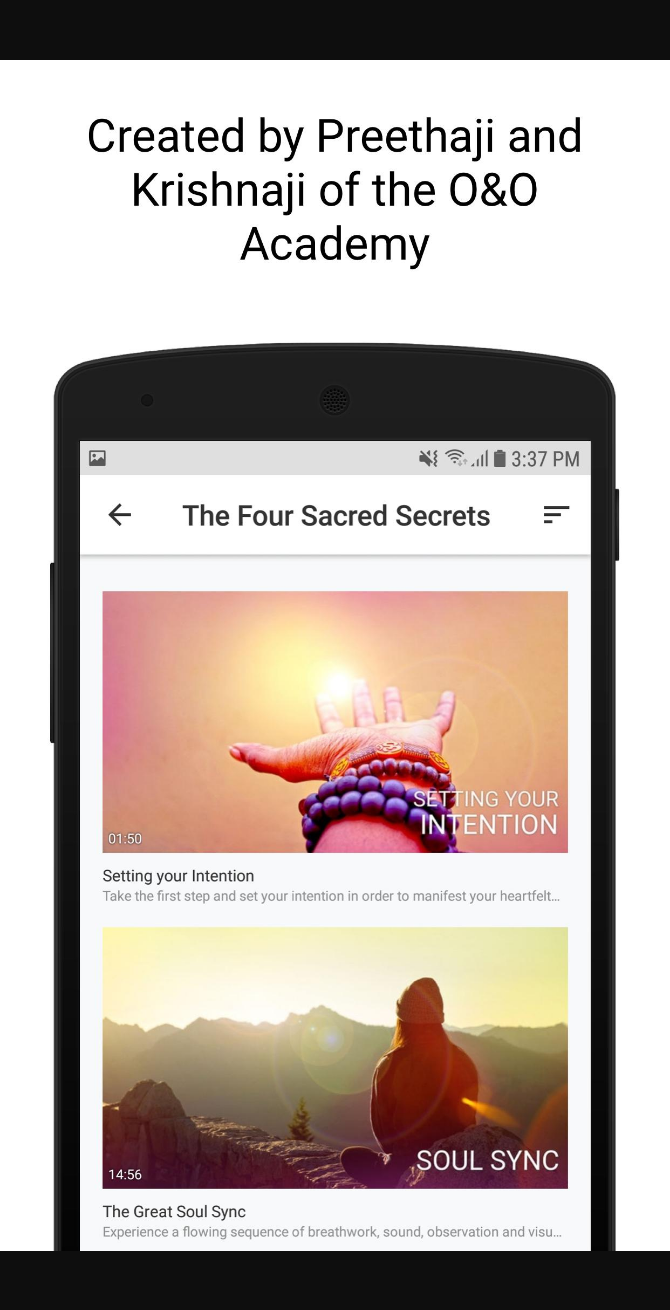 Created by Preethaji and
Krishnaji of the O&O
Academy
3:37 PM
The Four Sacred Secrets
SETTING YOUR
INTENTION
01:50
Setting your Intention
Take the first step and set your intention in order to manifest your heartfelt...
SOUL SYNC
14:56
The Great Soul Sync
Experience a flowing sequence of breathwork, sound, observation and visu...